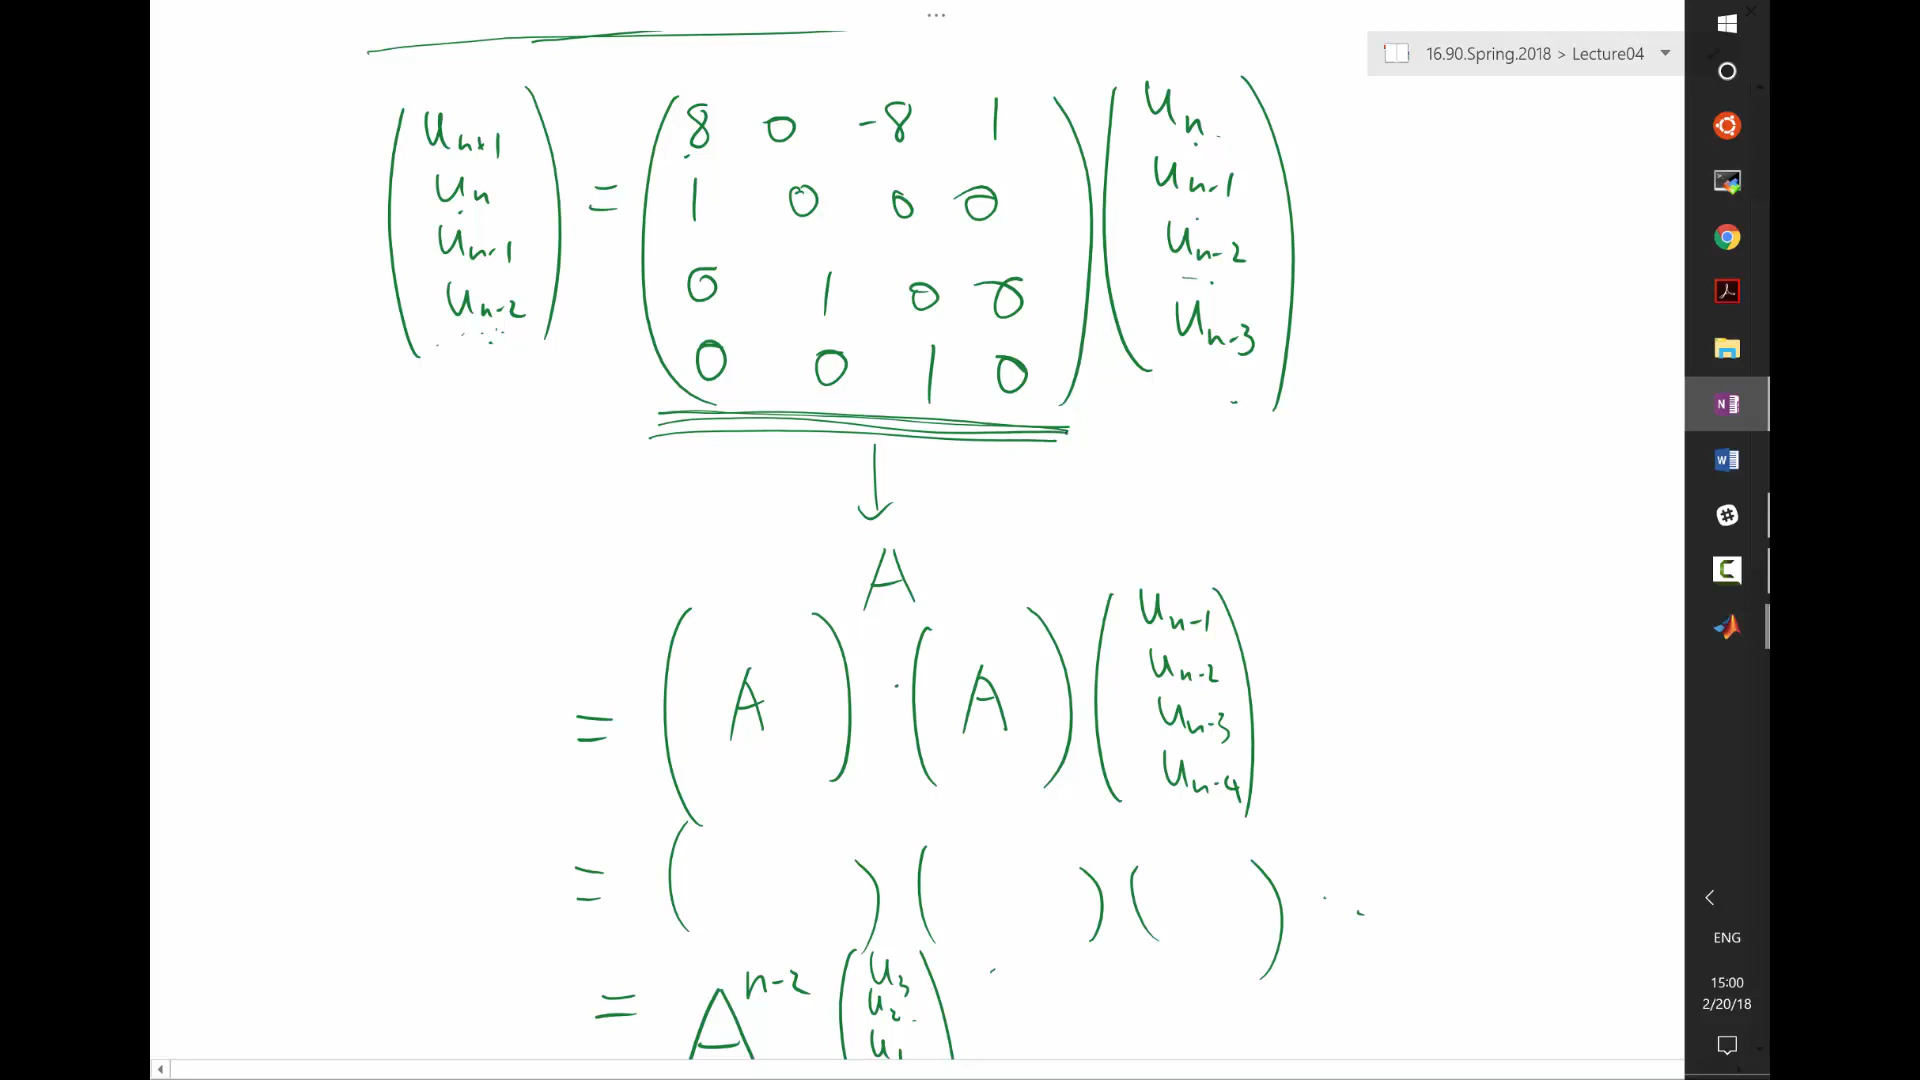 ...
16.90.Spring.2018 > Lecture04
( u_{n+1} ) = ( 8 0 -8 1 ) ( u_n )
( u_n ) ( 1 0 0 0 ) ( u_{n-1} )
( u_{n-1} ) ( 0 1 0 0 ) ( u_{n-2} )
( u_{n-2} ) ( 0 0 1 0 ) ( u_{n-3} )
↓
A
= ( A ) · ( A ) ( u_{n-1} u_{n-2} u_{n-3} u_{n-4} )
= ( ) ( ) ( ) ...
= A^{n-2} ( u_3 u_2 u_1
ENG
15:00
2/20/18